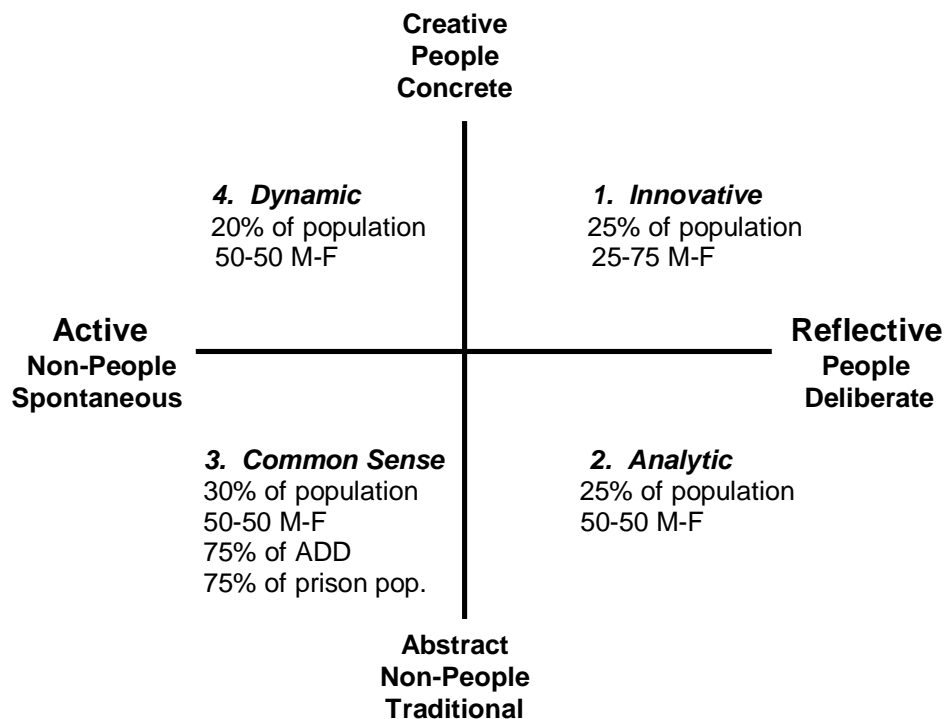 Creative
People
Concrete
4. Dynamic
20% of population
50-50 M-F
1. Innovative
25% of population
25-75 M-F
Active
Non-People
Spontaneous
Reflective
People
Deliberate
3. Common Sense
30% of population
50-50 M-F
75% of ADD
75% of prison pop.
2. Analytic
25% of population
50-50 M-F
Abstract
Non-People
Traditional